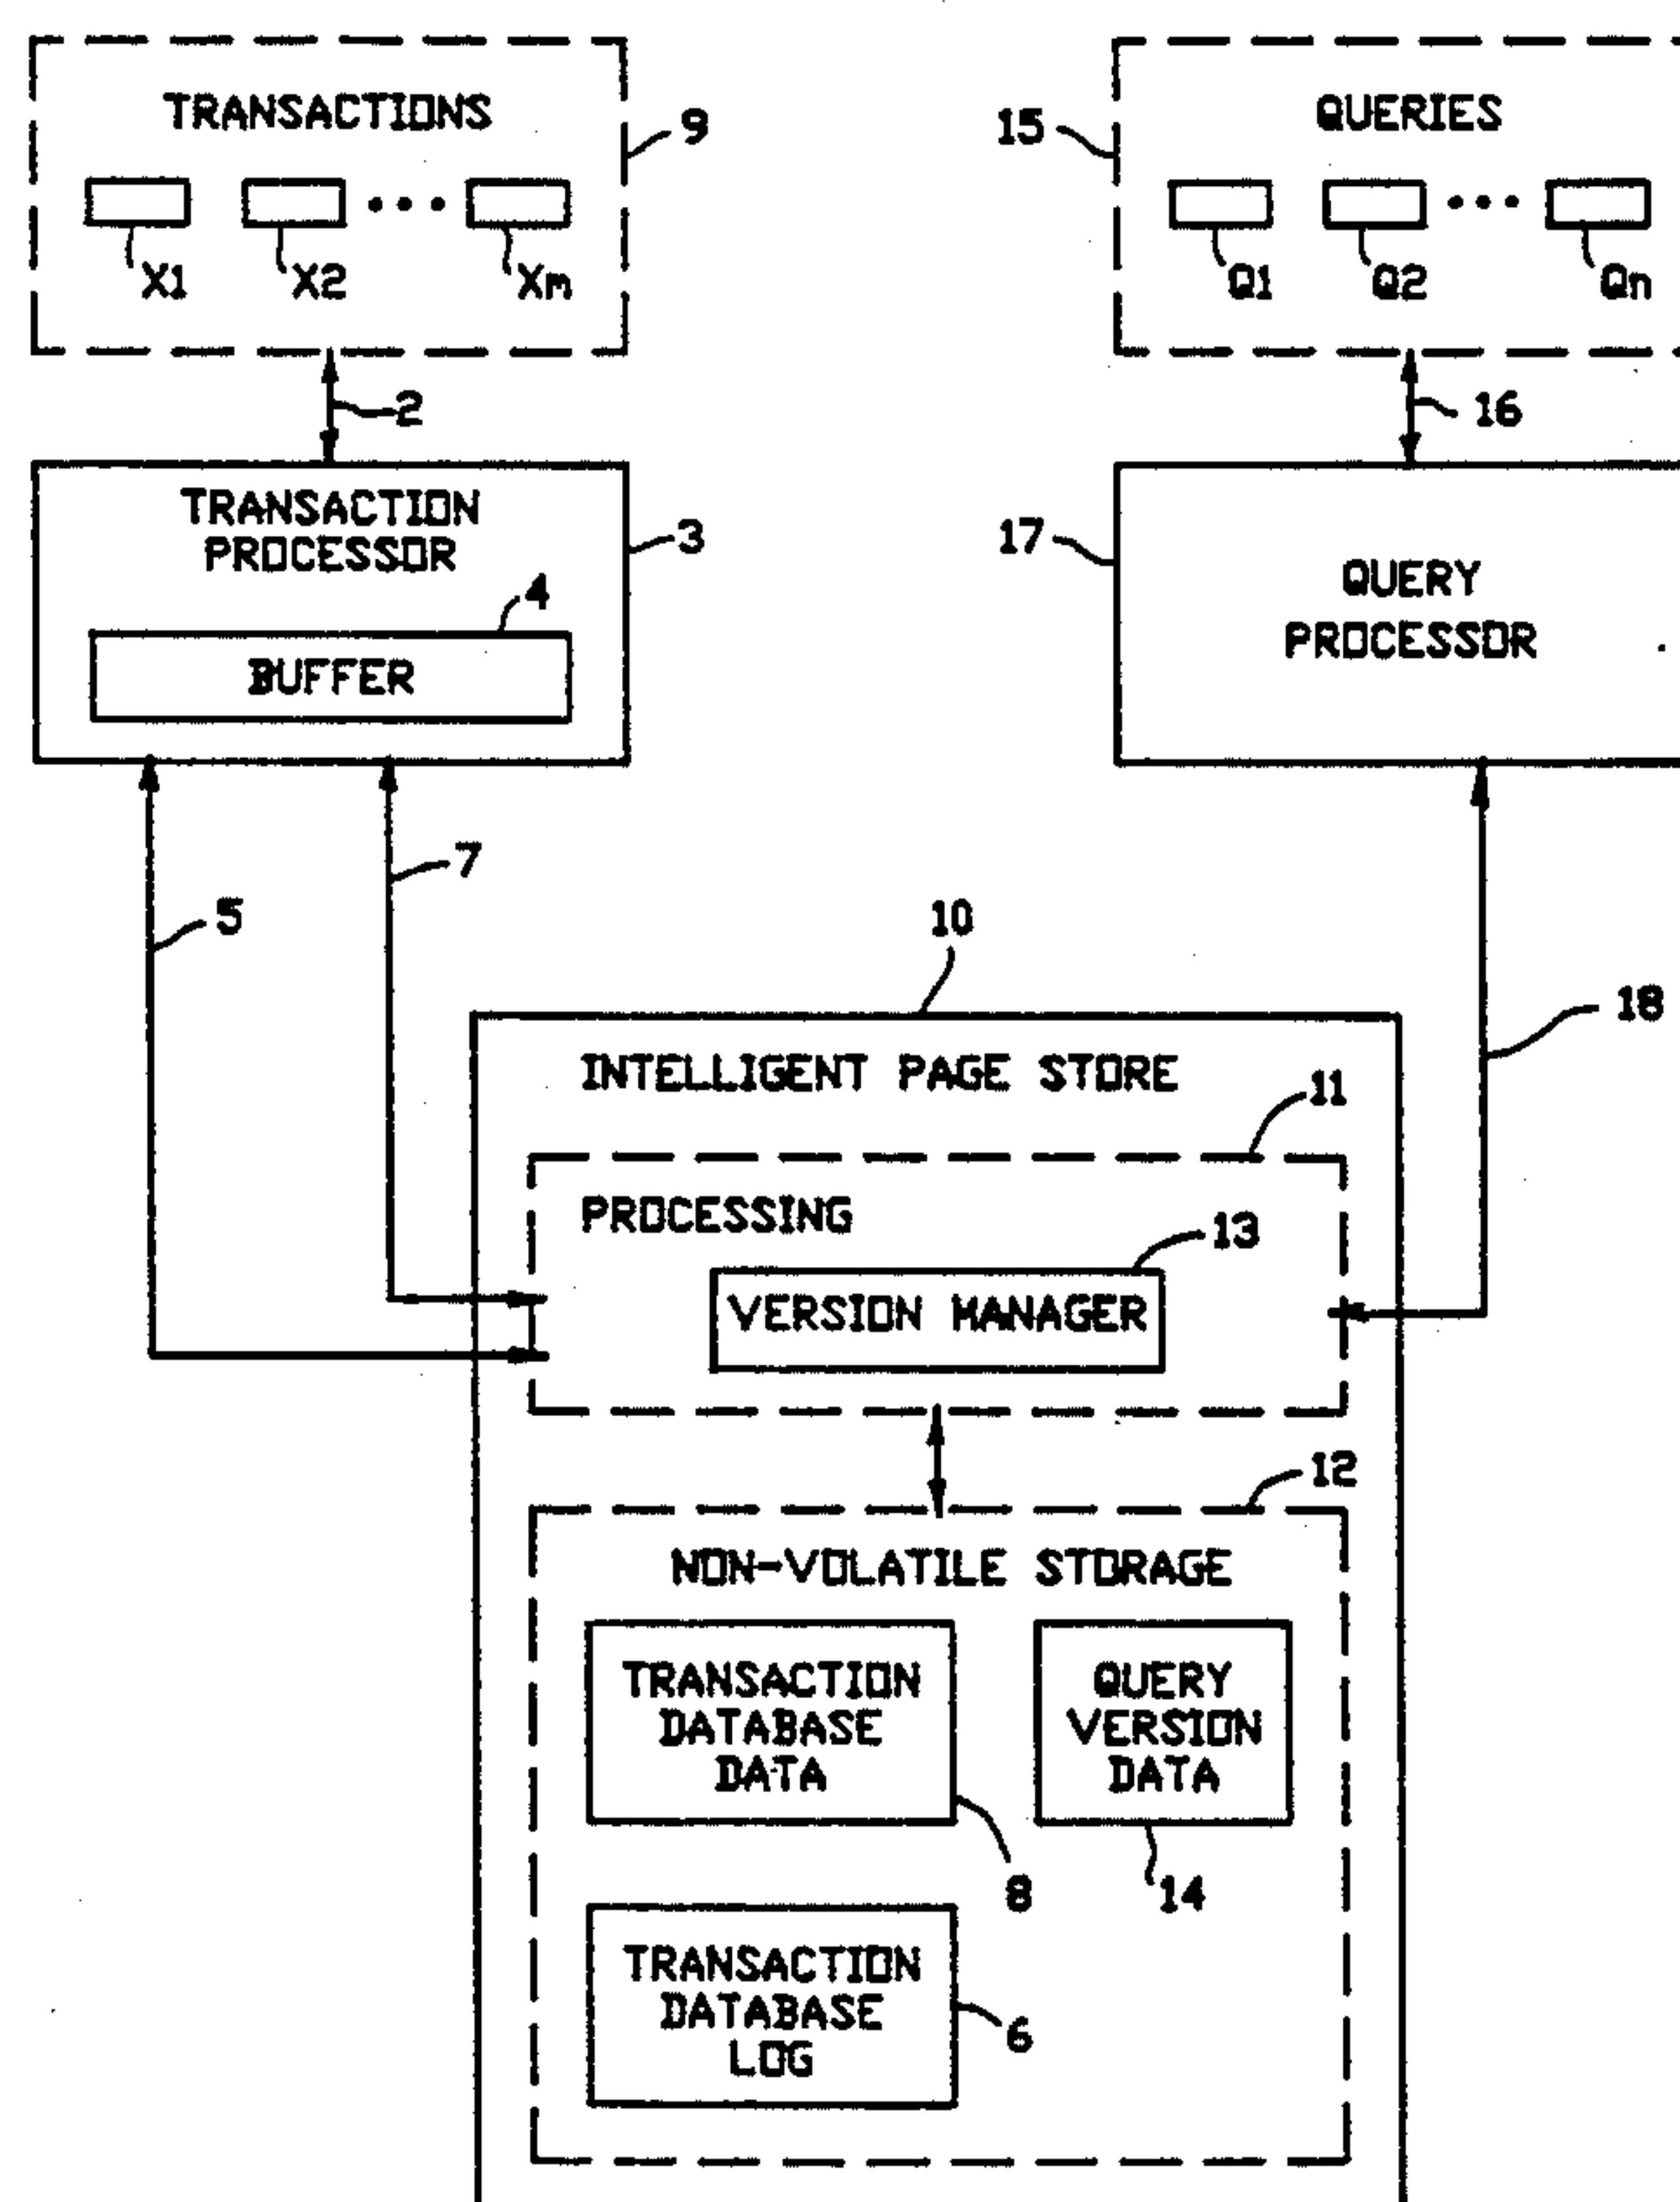 TRANSACTIONS
9
X1 X2 Xm
15
QUERIES
Q1 Q2 Qn
2
16
TRANSACTION
PROCESSOR
3
4
BUFFER
17
QUERY
PROCESSOR
7
5
10
18
INTELLIGENT PAGE STORE
11
PROCESSING
13
VERSION MANAGER
12
NON-VOLATILE STORAGE
TRANSACTION
DATABASE
DATA
8
QUERY
VERSION
DATA
14
TRANSACTION
DATABASE
LOG
6